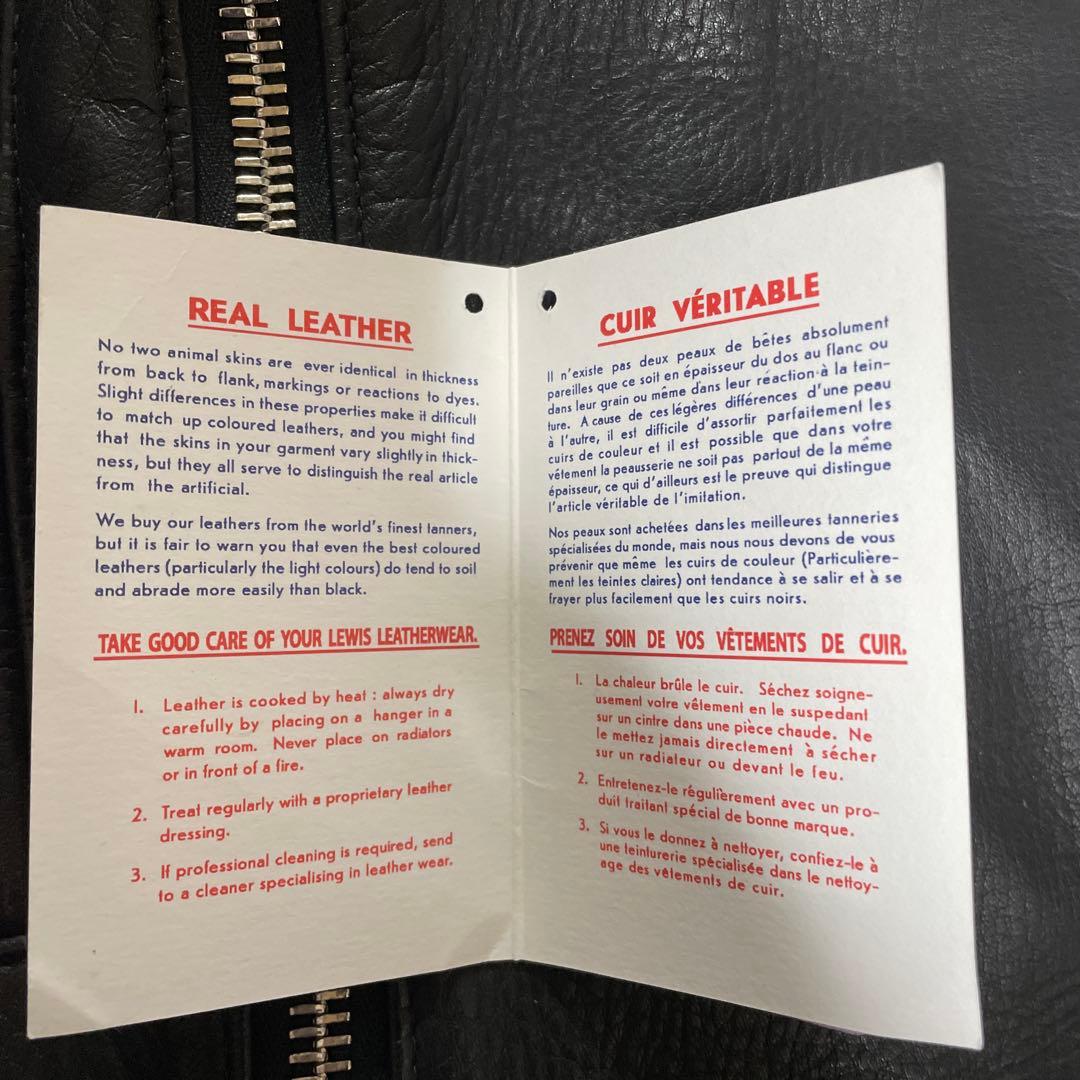 REAL LEATHER
No two animal skins are ever identical in thickness
from back to flank, markings or reactions to dyes.
Slight differences in these properties make it difficult
to match up coloured leathers, and you might find
that the skins in your garment vary slightly in thick-
ness, but they all serve to distinguish the real article
from the artificial.
We buy our leathers from the world's finest tanners,
but it is fair to warn you that even the best coloured
leathers (particularly the light colours) do tend to soil
and abrade more easily than black.
TAKE GOOD CARE OF YOUR LEWIS LEATHERWEAR.
1. Leather is cooked by heat : always dry
carefully by placing on a hanger in a
warm room. Never place on radiators
or in front of a fire.
2. Treat regularly with a proprietary leather
dressing.
3. If professional cleaning is required, send
to a cleaner specialising in leather wear.
CUIR VÉRITABLE
Il n'existe pas deux peaux de bêtes absolument
pareilles que ce soit en épaisseur du dos au flanc ou
dans leur grain ou même dans leur réaction à la tein-
ture. A cause de ces légères différences d'une peau
à l'autre, il est difficile d'assortir parfaitement les
cuirs de couleur et il est possible que dans votre
vêtement la peausserie ne soit pas partout de la même
épaisseur, ce qui d'ailleurs est le preuve qui distingue
l'article véritable de l'imitation.
Nos peaux sont achetées dans les meilleures tanneries
spécialisées du monde, mais nous nous devons de vous
prévenir que même les cuirs de couleur (Particulière-
ment les teintes claires) ont tendance à se salir et à se
frayer plus facilement que les cuirs noirs.
PRENEZ SOIN DE VOS VÊTEMENTS DE CUIR.
1. La chaleur brûle le cuir. Séchez soigne-
usement votre vêtement en le suspedant
sur un cintre dans une pièce chaude. Ne
le mettez jamais directement à sécher
sur un radiateur ou devant le feu.
2. Entretenez-le régulièrement avec un pro-
duit traitant spécial de bonne marque.
3. Si vous le donnez à nettoyer, confiez-le à
une teinturerie spécialisée dans le nettoy-
age des vêtements de cuir.